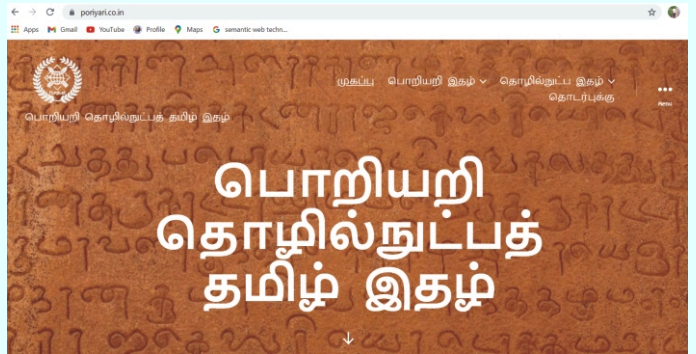 poriyari.co.in
Apps Gmail YouTube Profile Maps semantic web techn...
முகப்பு பொறியறி இதழ் தொழில்நுட்ப இதழ்
தொடர்புக்கு
Menu
பொறியறி தொழில்நுட்பத் தமிழ் இதழ்
பொறியறி
தொழில்நுட்பத்
தமிழ் இதழ்